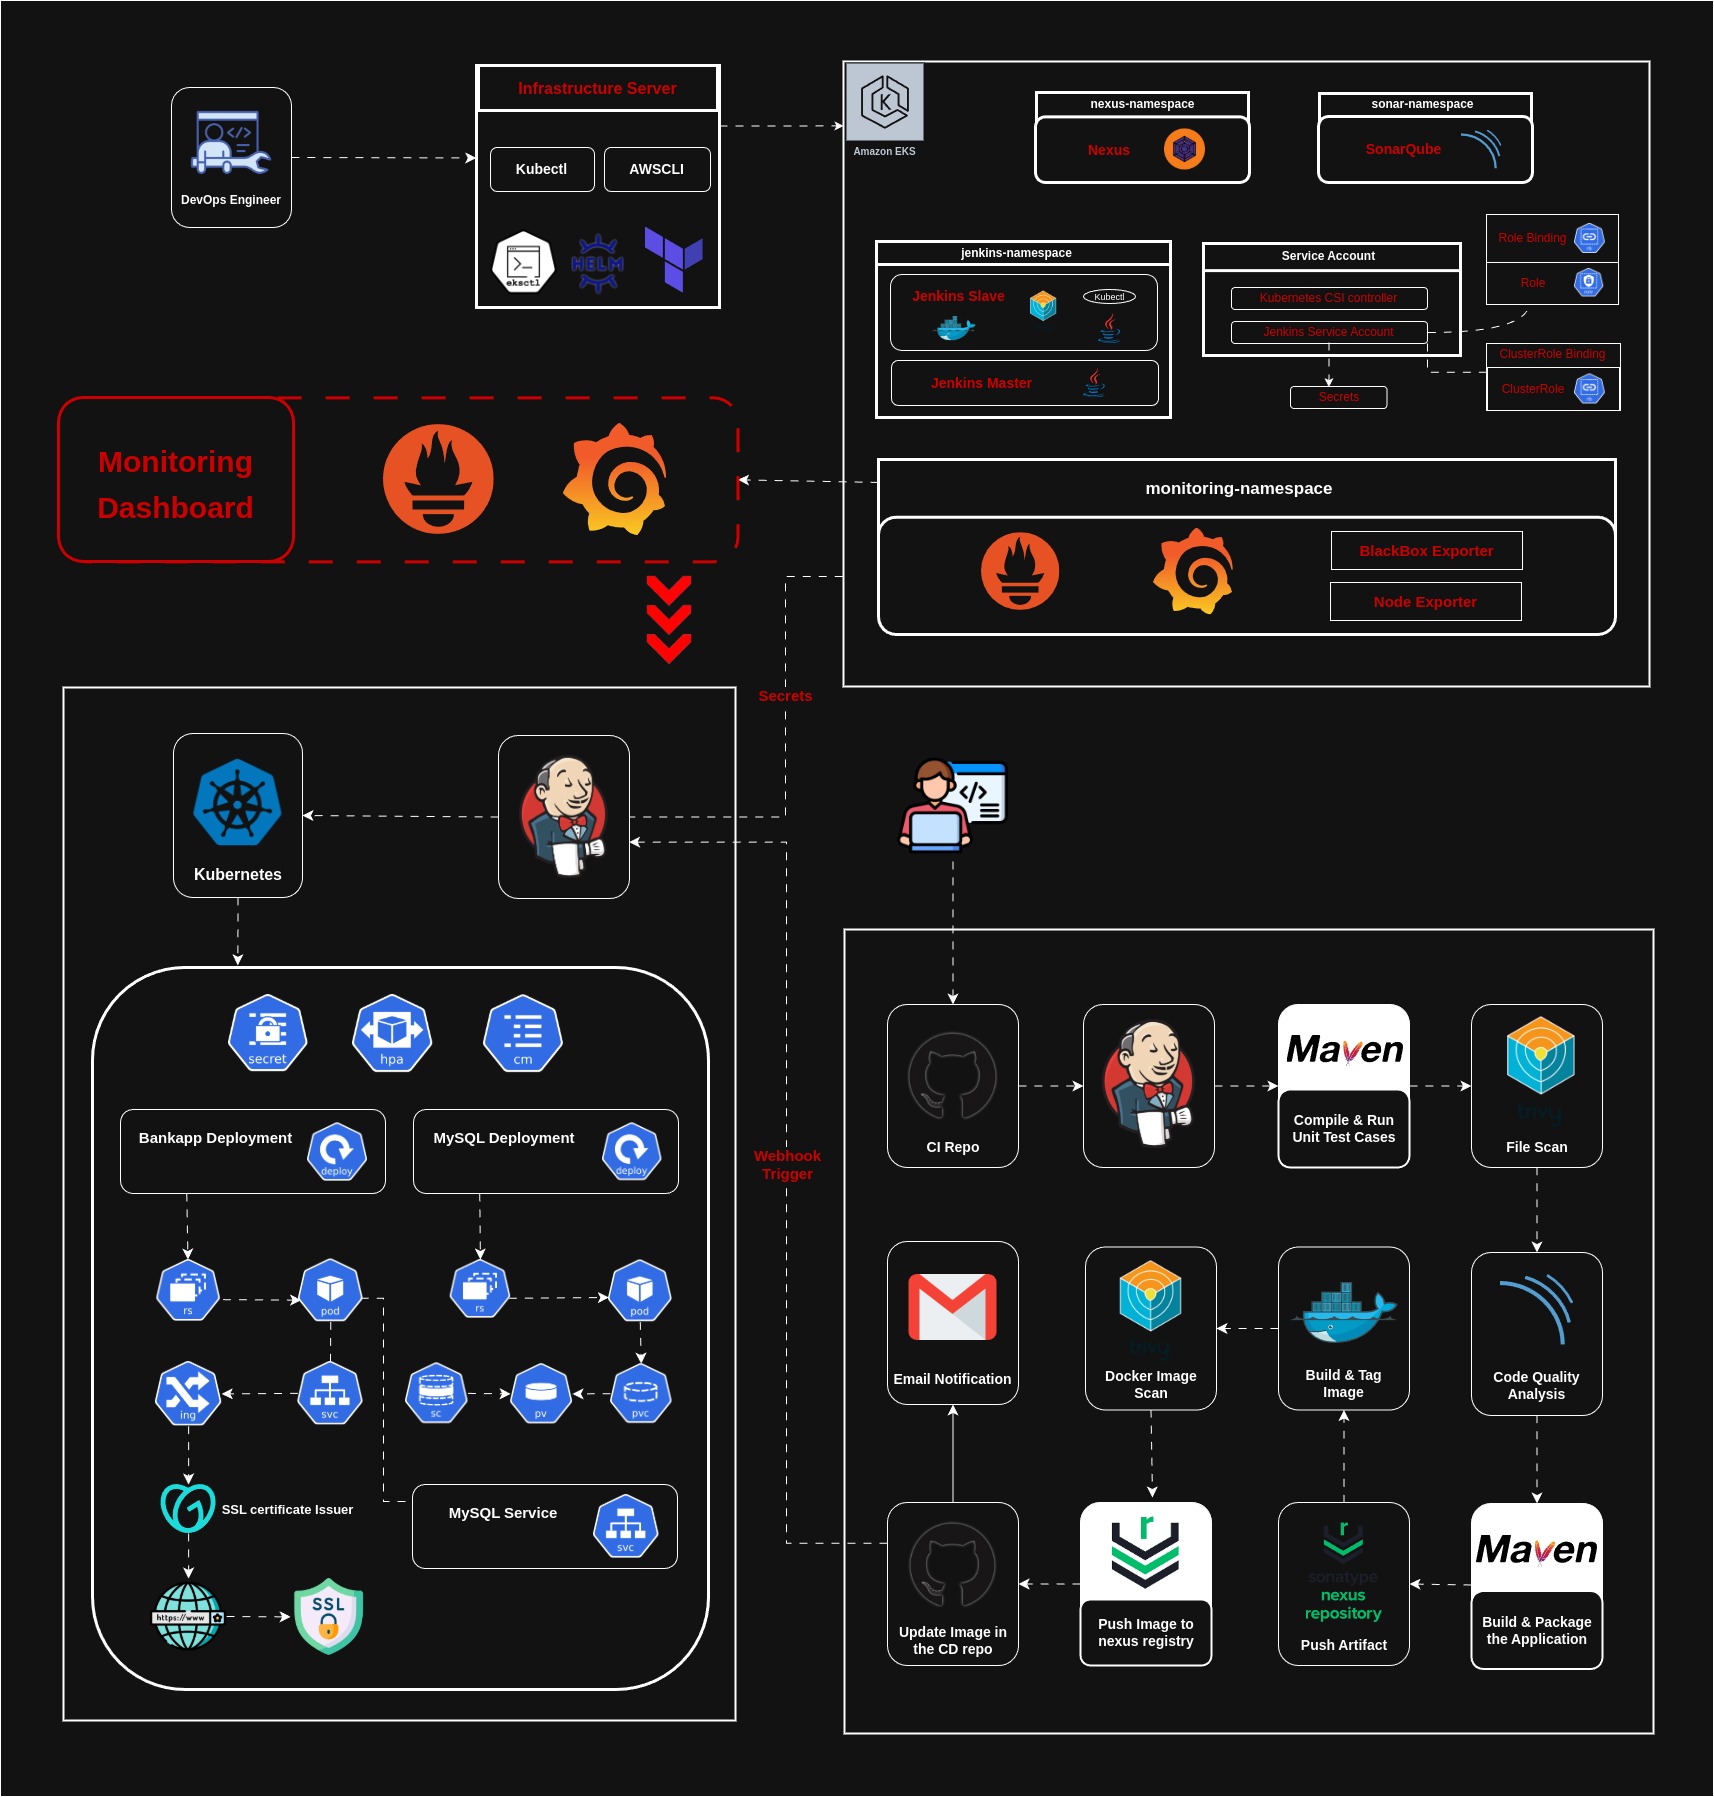 Infrastructure Server
Kubectl
AWSCLI
eksctl
HELM
DevOps Engineer
K
Amazon EKS
nexus-namespace
Nexus
sonar-namespace
SonarQube
jenkins-namespace
Jenkins Slave
Kubectl
Jenkins Master
Service Account
Kubernetes CSI controller
Jenkins Service Account
Secrets
Role Binding
Role
ClusterRole Binding
ClusterRole
Monitoring
Dashboard
monitoring-namespace
BlackBox Exporter
Node Exporter
Secrets
Kubernetes
secret
hpa
cm
Bankapp Deployment
deploy
MySQL Deployment
deploy
rs
pod
rs
pod
ing
svc
sc
pv
pvc
SSL certificate Issuer
MySQL Service
svc
https://www
SSL
Webhook
Trigger
CI Repo
Maven
Compile & Run
Unit Test Cases
trivy
File Scan
Email Notification
trivy
Docker Image
Scan
Build & Tag
Image
Code Quality
Analysis
Update Image in
the CD repo
r
Push Image to
nexus registry
r
sonatype
nexus
repository
Push Artifact
Maven
Build & Package
the Application